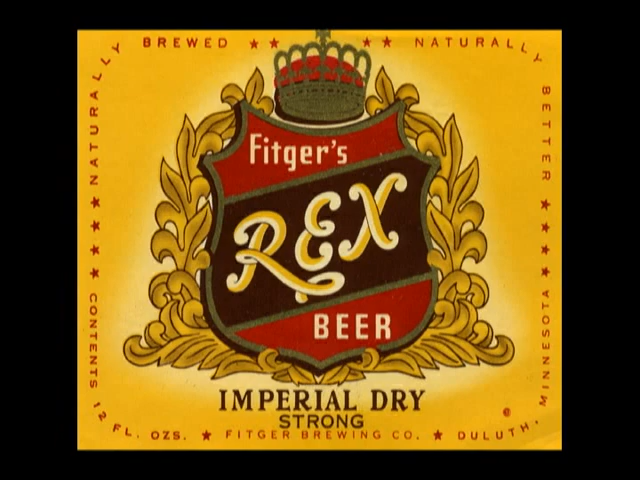 NATURALLY BREWED ★★ ★★ NATURALLY BETTER ★★★★
Fitger's
REX
BEER
IMPERIAL DRY
STRONG
★★★★ CONTENTS 12 FL. OZS. ★ FITGER BREWING CO. ★ DULUTH, MINNESOTA
®